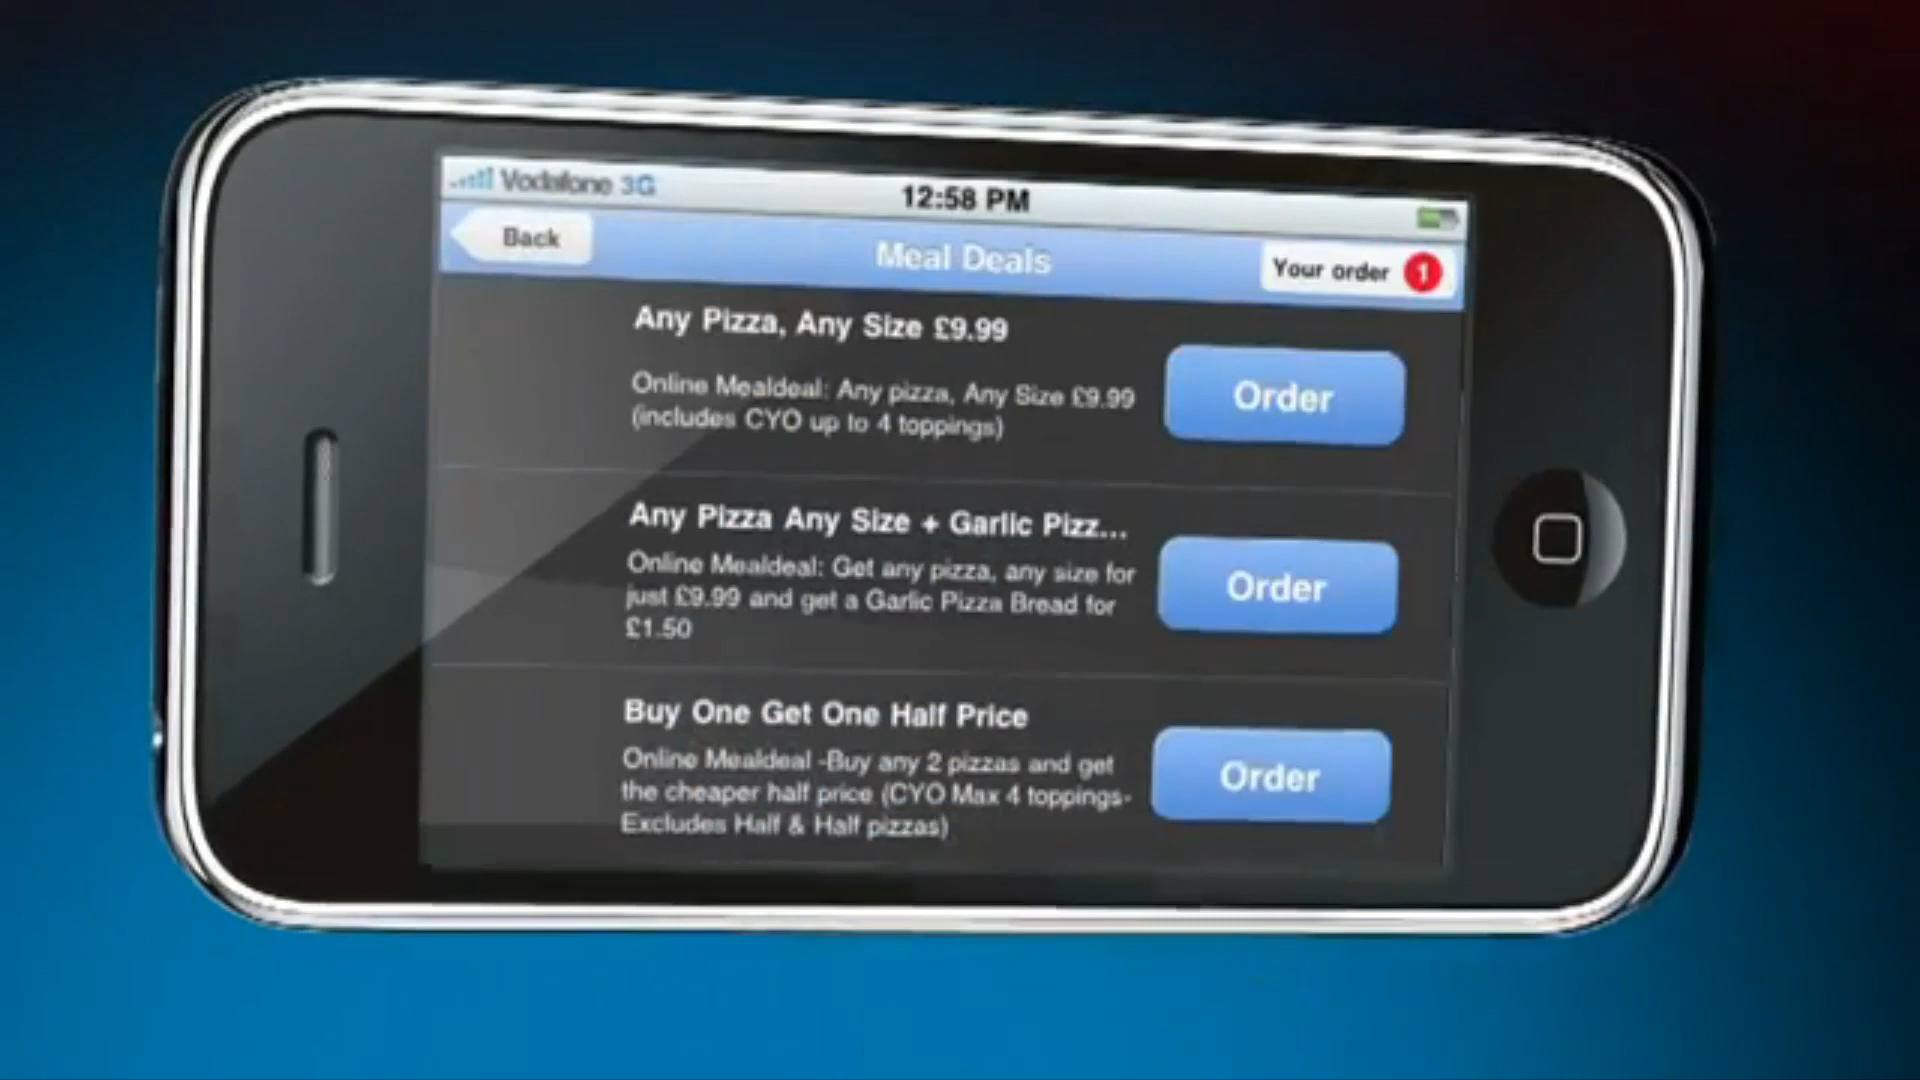 Vodafone 3G
12:58 PM
Back
Meal Deals
Your order 1
Any Pizza, Any Size £9.99
Online Mealdeal: Any pizza, Any Size £9.99
(includes CYO up to 4 toppings)
Order
Any Pizza Any Size + Garlic Pizz...
Online Mealdeal: Get any pizza, any size for
just £9.99 and get a Garlic Pizza Bread for
£1.50
Order
Buy One Get One Half Price
Online Mealdeal -Buy any 2 pizzas and get
the cheaper half price (CYO Max 4 toppings-
Excludes Half & Half pizzas)
Order